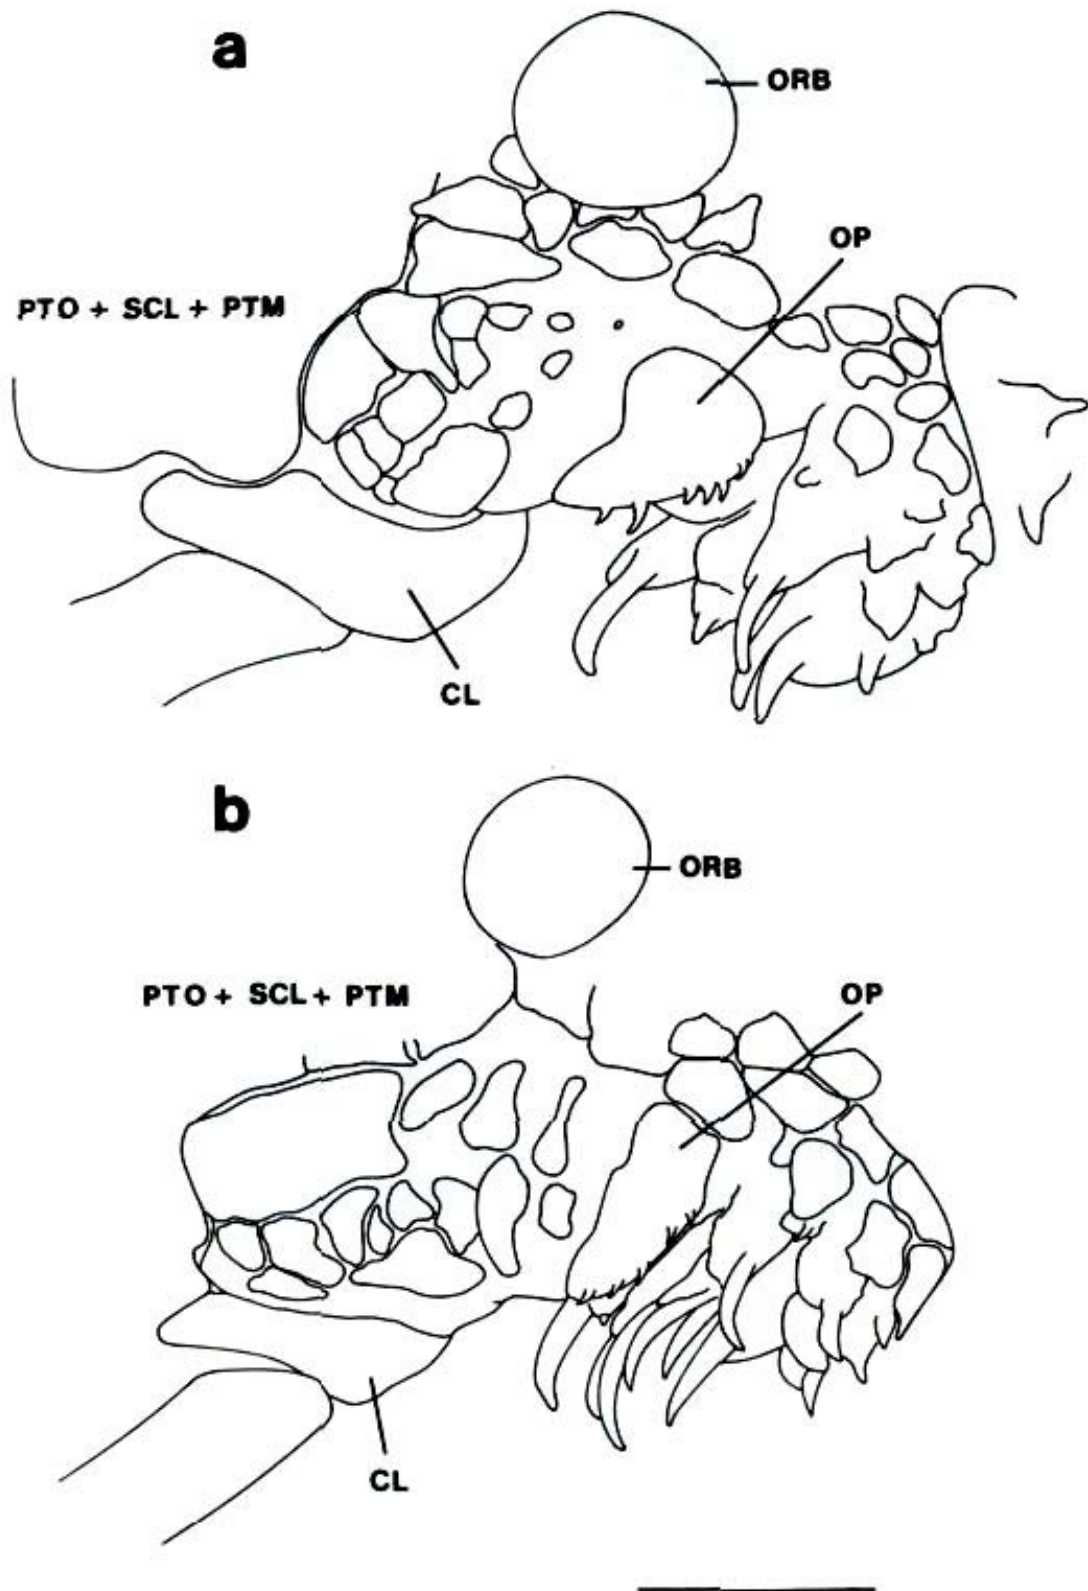 a
ORB
OP
PTO + SCL + PTM
CL
b
ORB
PTO + SCL + PTM
OP
CL